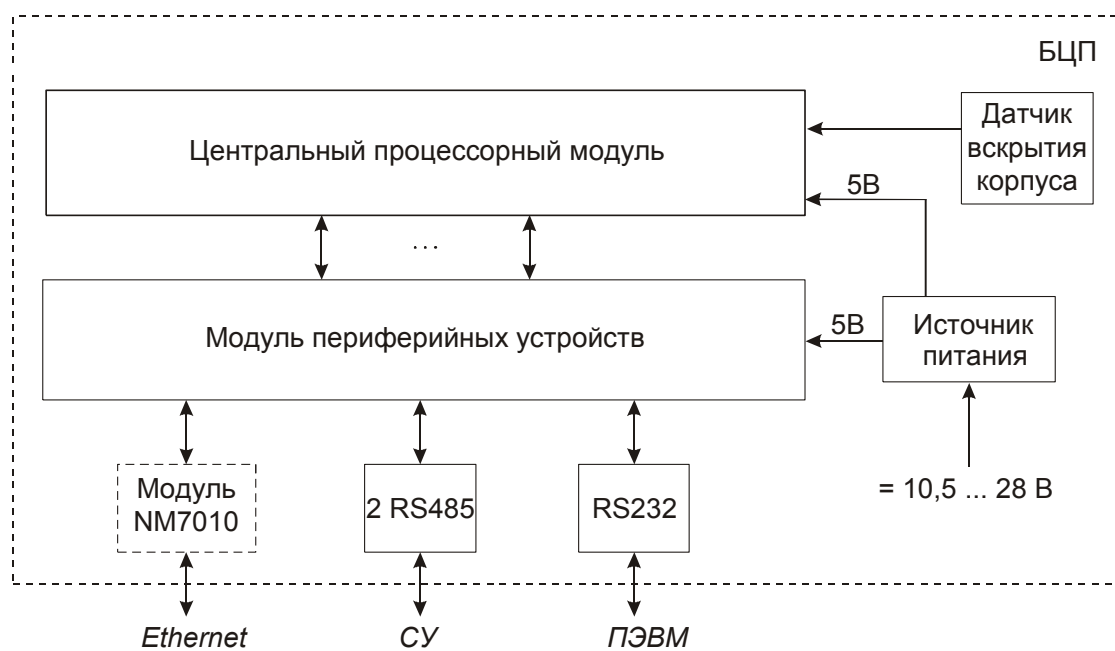 БЦП
Датчик
вскрытия
корпуса
Центральный процессорный модуль
5В
...
Модуль периферийных устройств
5В
Источник
питания
Модуль
NM7010
2 RS485
RS232
= 10,5 ... 28 В
Ethernet
СУ
ПЭВМ